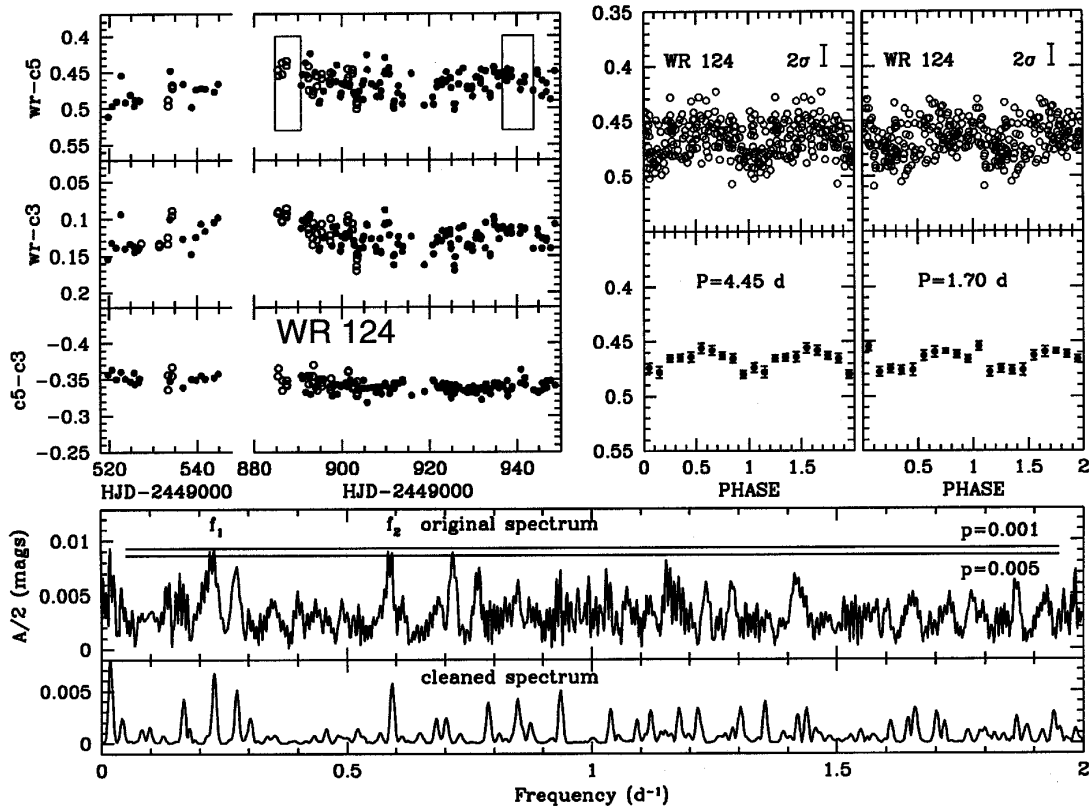 0.4
0.45
0.5
0.55
wr-c5
0.05
0.1
0.15
0.2
wr-c3
WR 124
-0.4
-0.35
-0.3
-0.25
c5-c3
520 540
880 900 920 940
HJD-2449000
HJD-2449000
0.35
0.4
0.45
0.5
WR 124 2σ
WR 124 2σ
P=4.45 d
P=1.70 d
0.4
0.45
0.5
0.55
0 0.5 1 1.5
0 0.5 1 1.5 2
PHASE
PHASE
f1 f2 original spectrum
p=0.001
p=0.005
0.01
0.005
0
A/2 (mags)
cleaned spectrum
0.005
0
0 0.5 1 1.5 2
Frequency (d⁻¹)